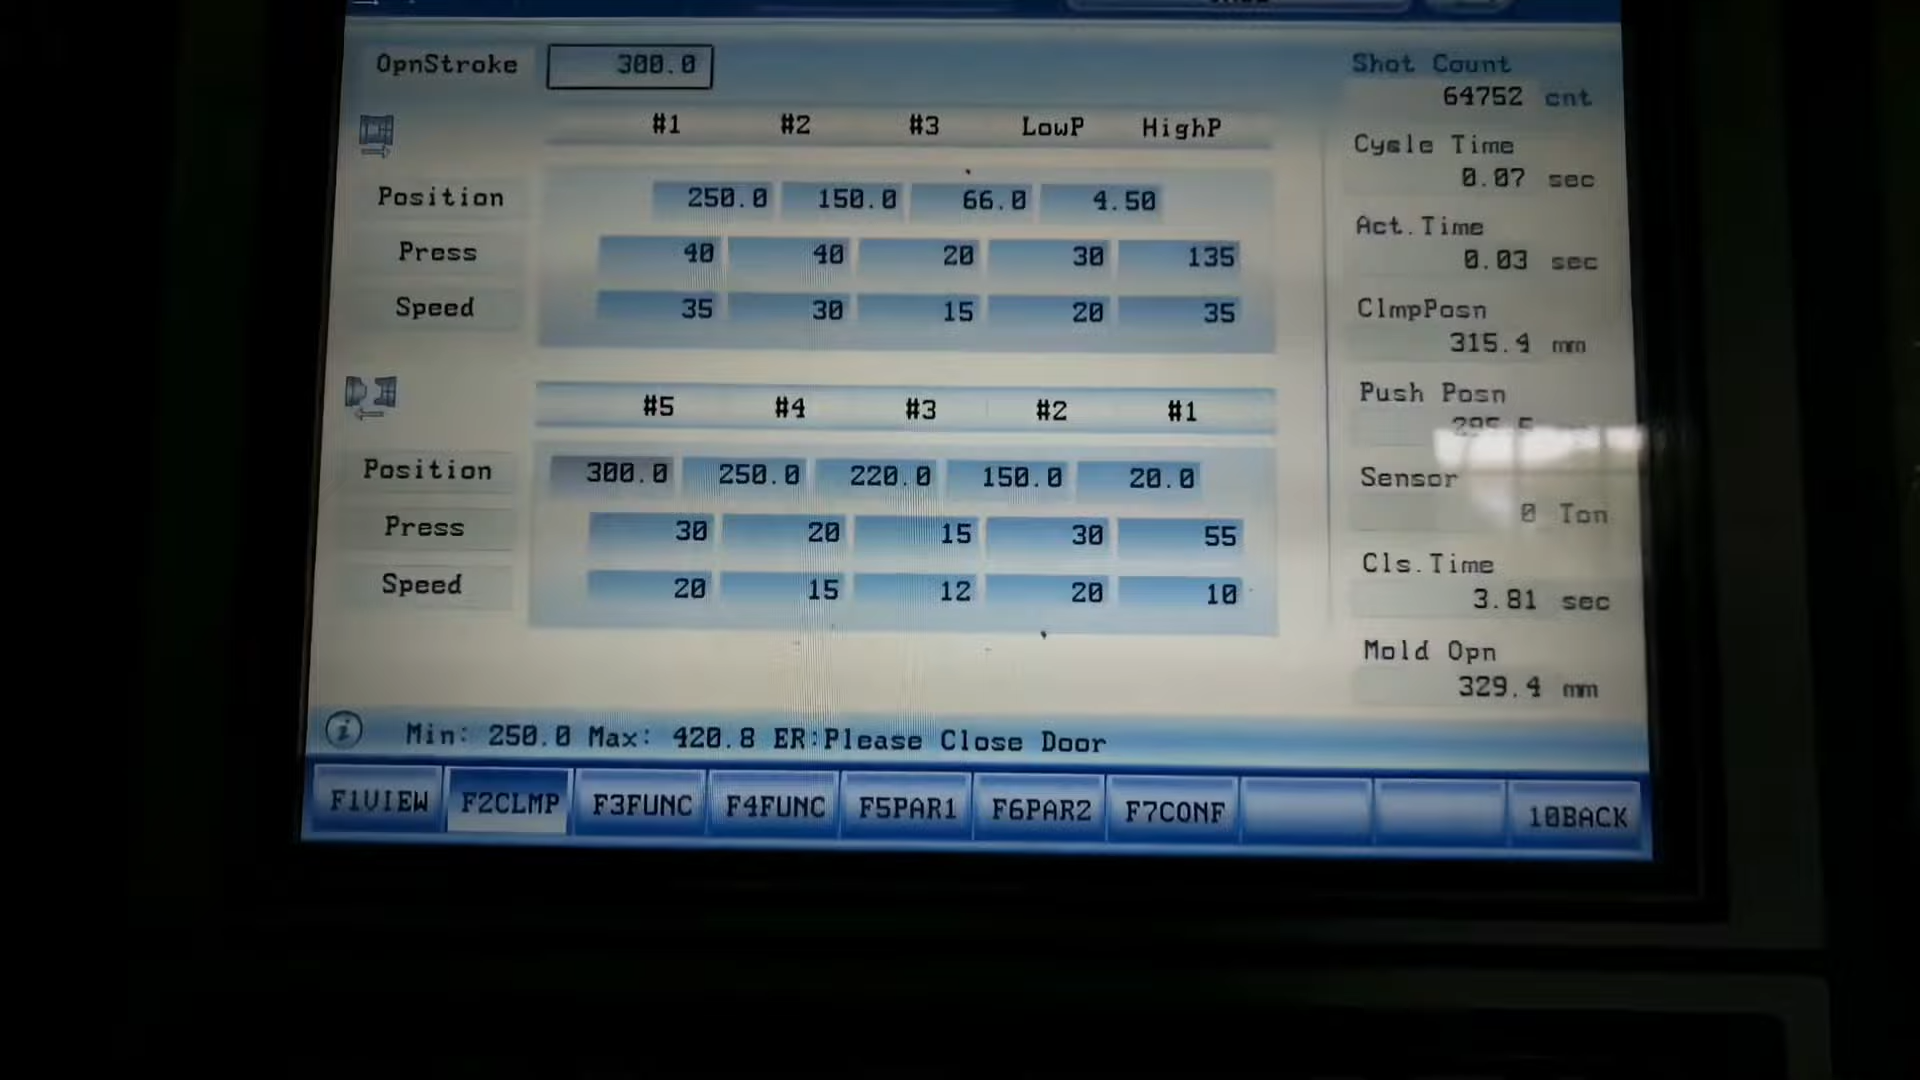 OpnStroke 300.0
#1 #2 #3 LowP HighP
Position 250.0 150.0 66.0 4.50
Press 40 40 20 30 135
Speed 35 30 15 20 35
#5 #4 #3 #2 #1
Position 300.0 250.0 220.0 150.0 20.0
Press 30 20 15 30 55
Speed 20 15 12 20 10
Shot Count
64752 cnt
Cycle Time
0.07 sec
Act.Time
0.03 sec
ClmpPosn
315.4 mm
Push Posn
Sensor
0 Ton
Cls.Time
3.81 sec
Mold Opn
329.4 mm
Min: 250.0 Max: 420.8 ER:Please Close Door
F1VIEW F2CLMP F3FUNC F4FUNC F5PAR1 F6PAR2 F7CONF 10BACK